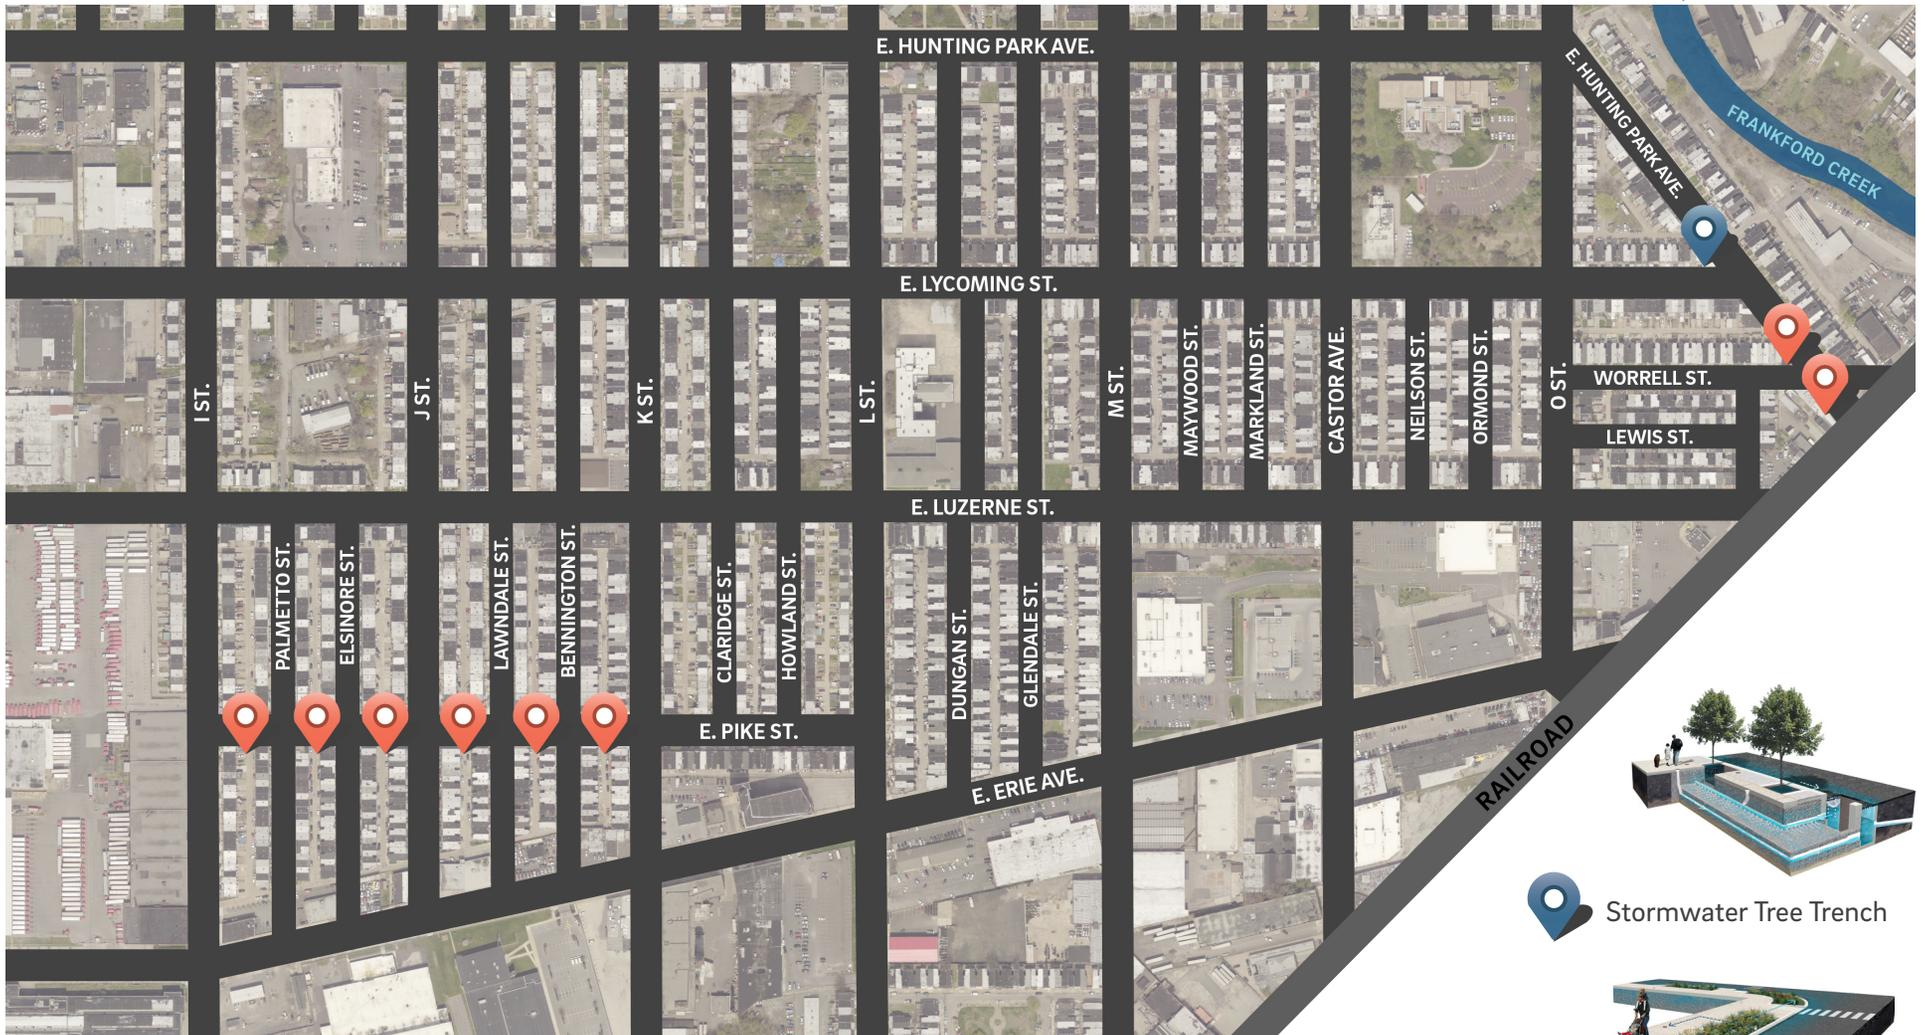 E. HUNTING PARK AVE.
E. HUNTING PARK AVE.
FRANKFORD CREEK
E. LYCOMING ST.
I ST.
J ST.
K ST.
L ST.
M ST.
MAYWOOD ST.
MARKLAND ST.
CASTOR AVE.
NEILSON ST.
ORMOND ST.
O ST.
WORRELL ST.
LEWIS ST.
E. LUZERNE ST.
PALMETTO ST.
ELSINORE ST.
LAWNDALE ST.
BENNINGTON ST.
CLARIDGE ST.
HOWLAND ST.
DUNGAN ST.
GLENDALE ST.
E. PIKE ST.
E. ERIE AVE.
RAILROAD
Stormwater Tree Trench